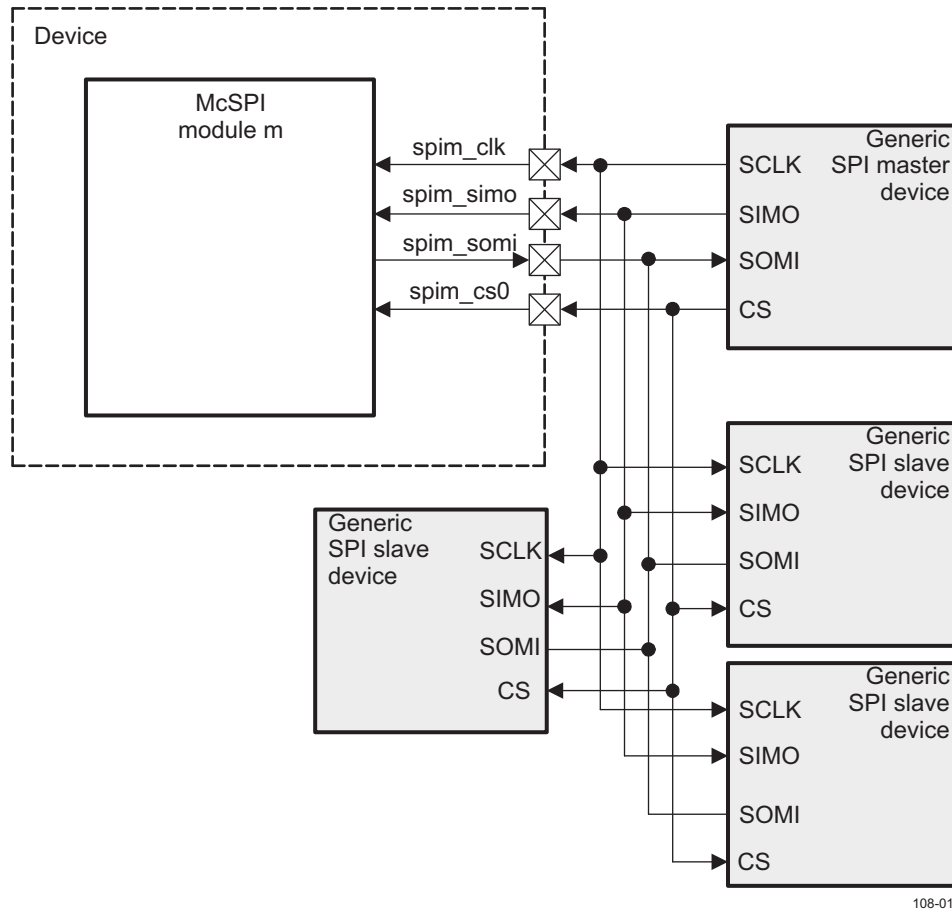 Device
McSPI
module m
spim_clk
spim_simo
spim_somi
spim_cs0
Generic
SPI master
device
SCLK
SIMO
SOMI
CS
Generic
SPI slave
device
SCLK
SIMO
SOMI
CS
Generic
SPI slave
device
SCLK
SIMO
SOMI
CS
Generic
SPI slave
device
SCLK
SIMO
SOMI
CS
108-01